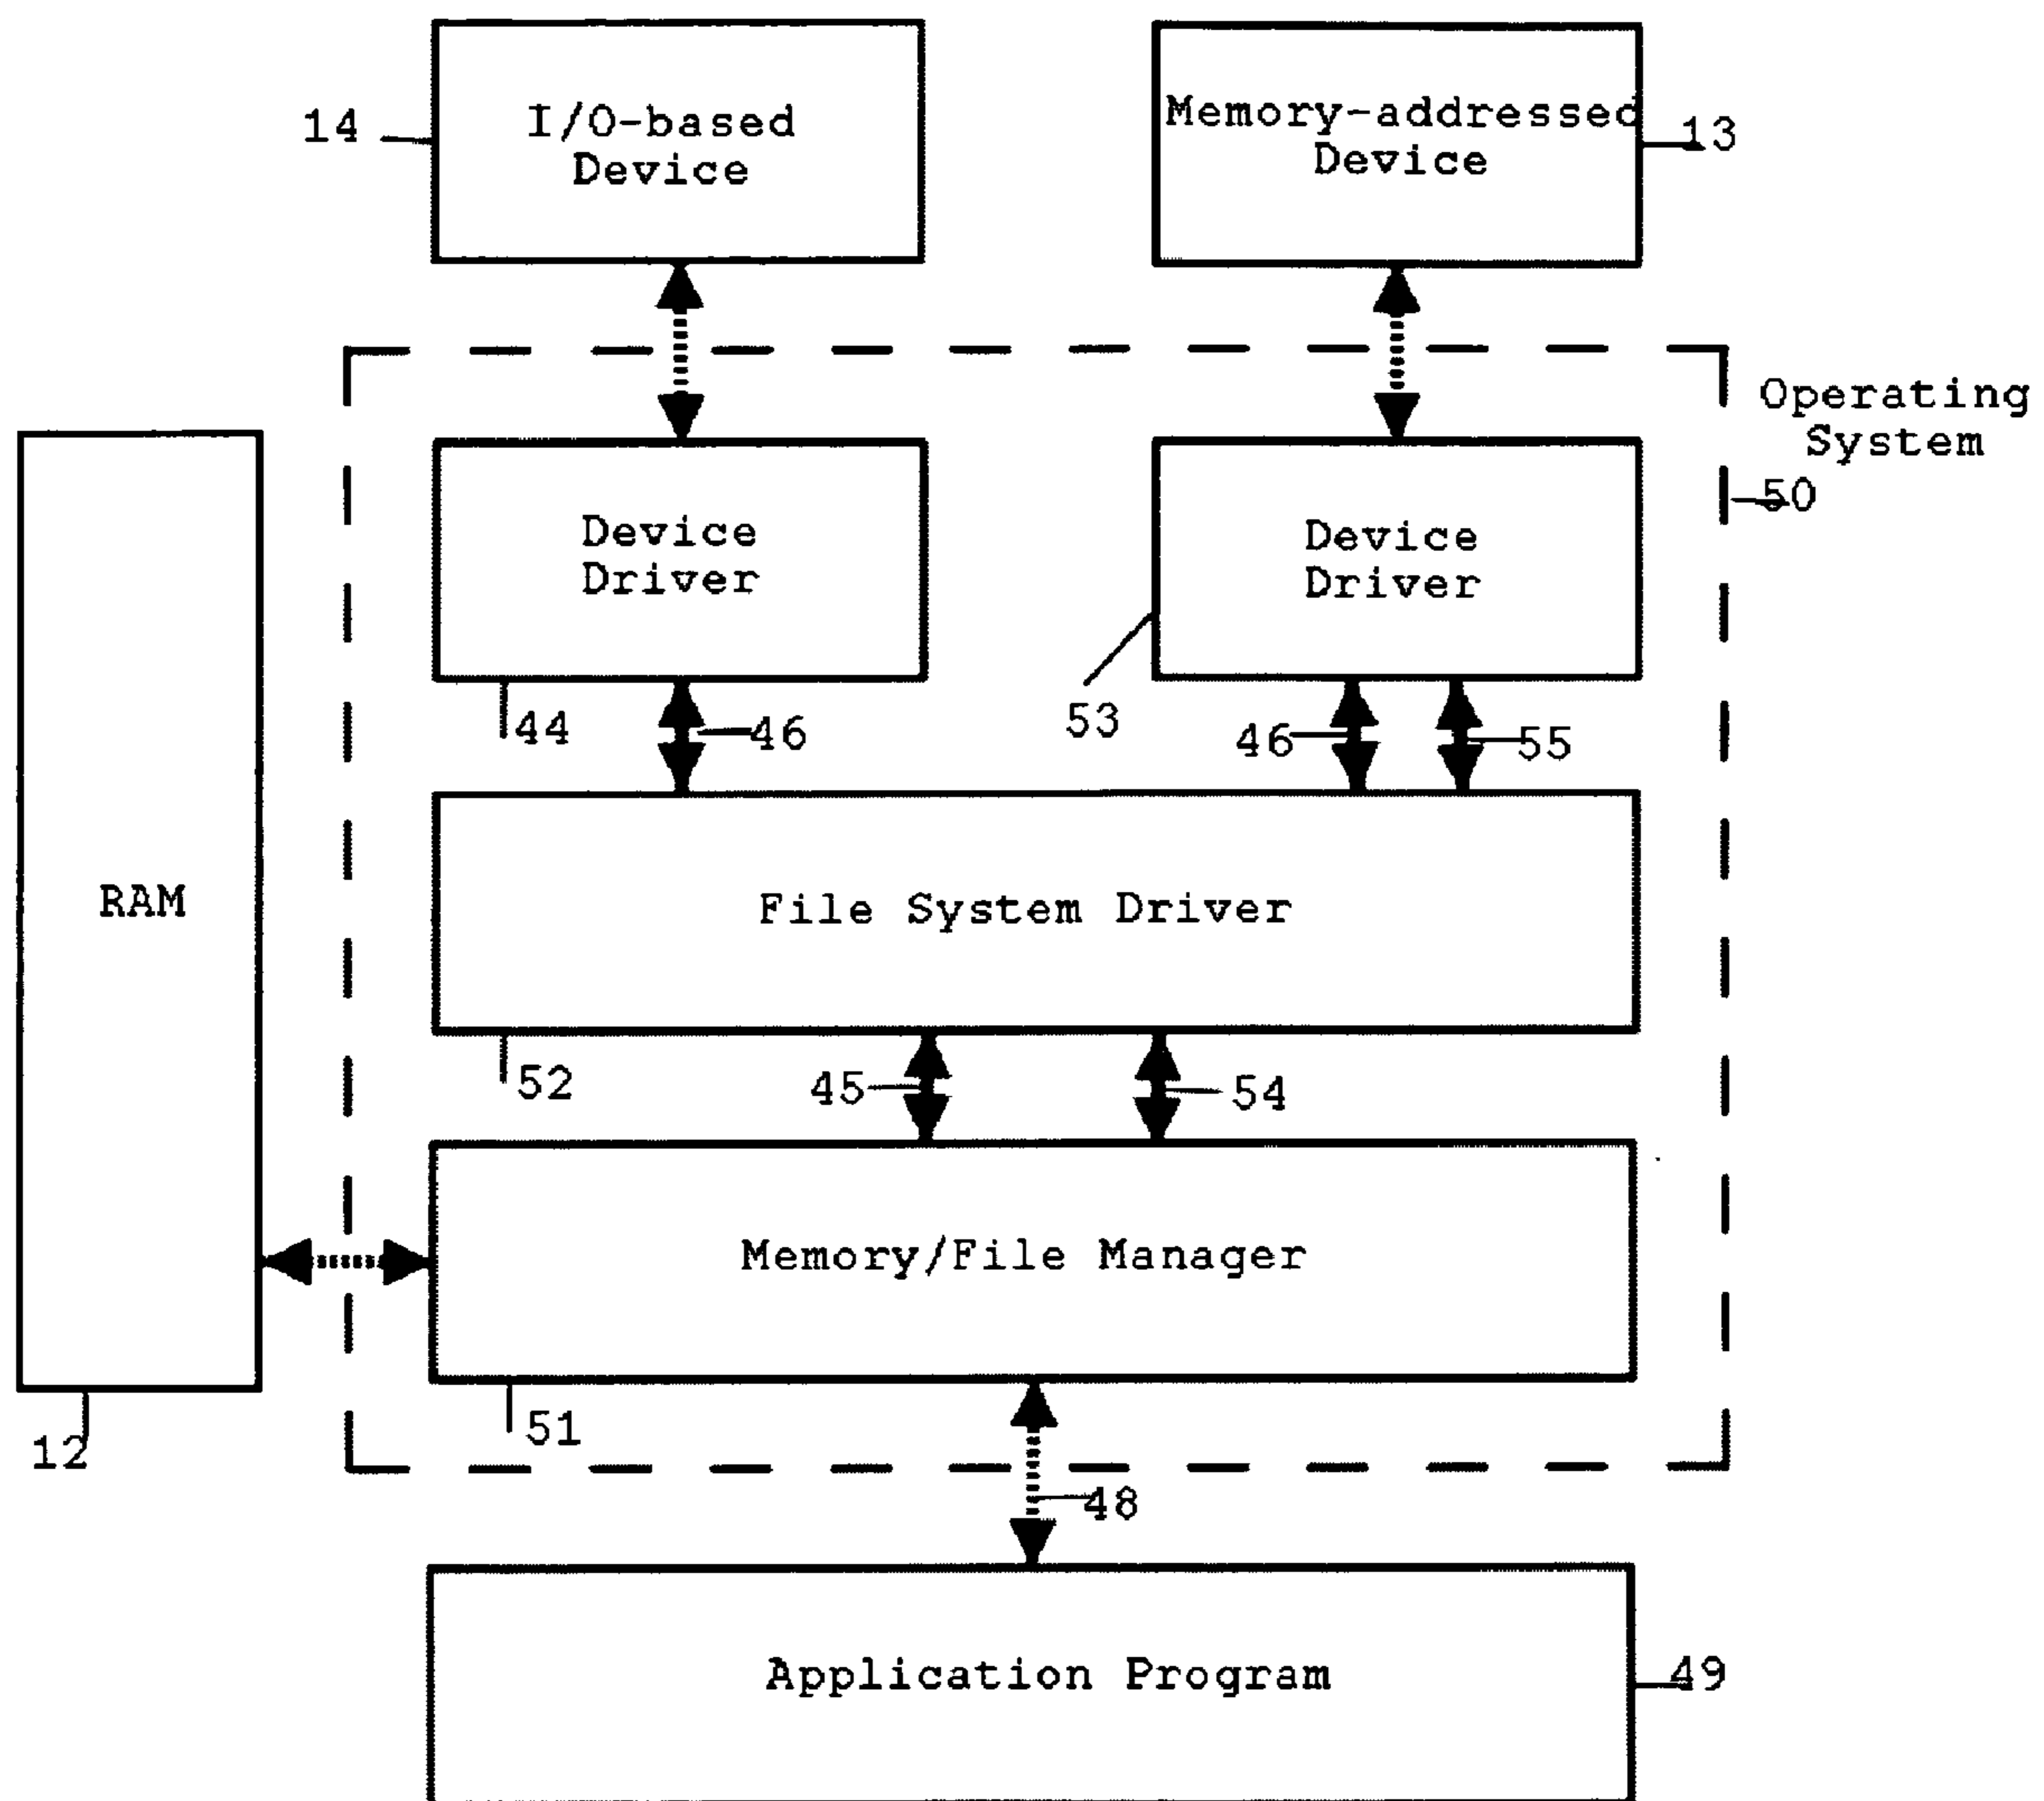 14
I/O-based
Device
Memory-addressed
Device
13
Operating
System
50
Device
Driver
Device
Driver
53
44
46
46
55
RAM
File System Driver
52
45
54
Memory/File Manager
51
12
48
Application Program
49